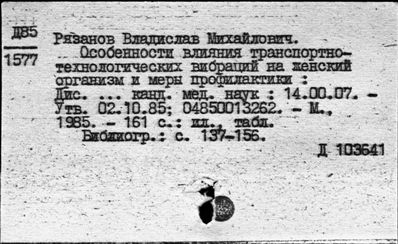 Д85
1577
Рязанов Владислав Михайлович.
Особенности влияния транспортно-
технологических вибраций на женский
организм и меры профилактики :
Дис. ... канд. мед. наук : 14.00.07. -
Утв. 02.10.85; 04850013262. - М.,
1985. - 161 с.: ил., табл.
Библиогр.: с. 137-156.
Д 103641